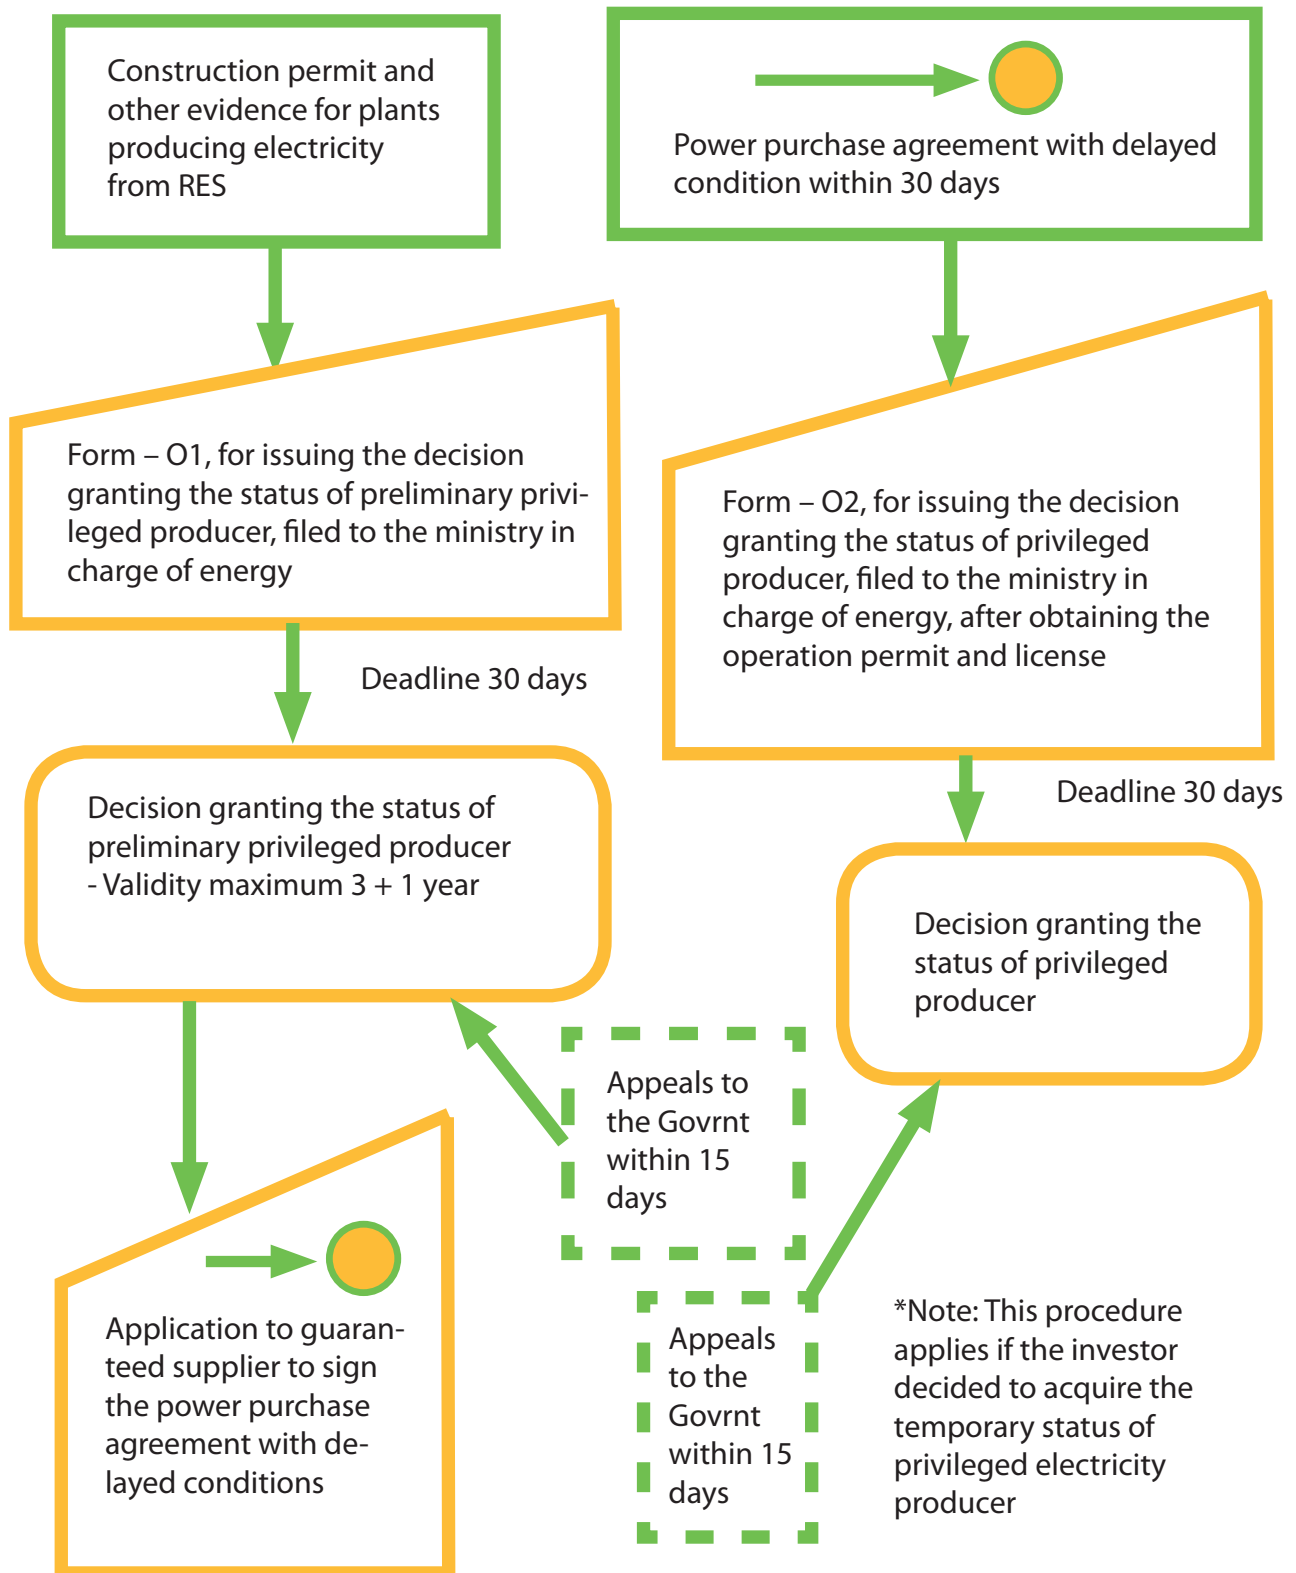 Construction permit and
other evidence for plants
producing electricity
from RES
Power purchase agreement with delayed
condition within 30 days
Form – O1, for issuing the decision
granting the status of preliminary privi-
leged producer, filed to the ministry in
charge of energy
Form – O2, for issuing the decision
granting the status of privileged
producer, filed to the ministry in
charge of energy, after obtaining the
operation permit and license
Deadline 30 days
Deadline 30 days
Decision granting the status of
preliminary privileged producer
- Validity maximum 3 + 1 year
Decision granting the
status of privileged
producer
Appeals to
the Govrnt
within 15
days
Application to guaran-
teed supplier to sign
the power purchase
agreement with de-
layed conditions
Appeals
to the
Govrnt
within 15
days
*Note: This procedure
applies if the investor
decided to acquire the
temporary status of
privileged electricity
producer